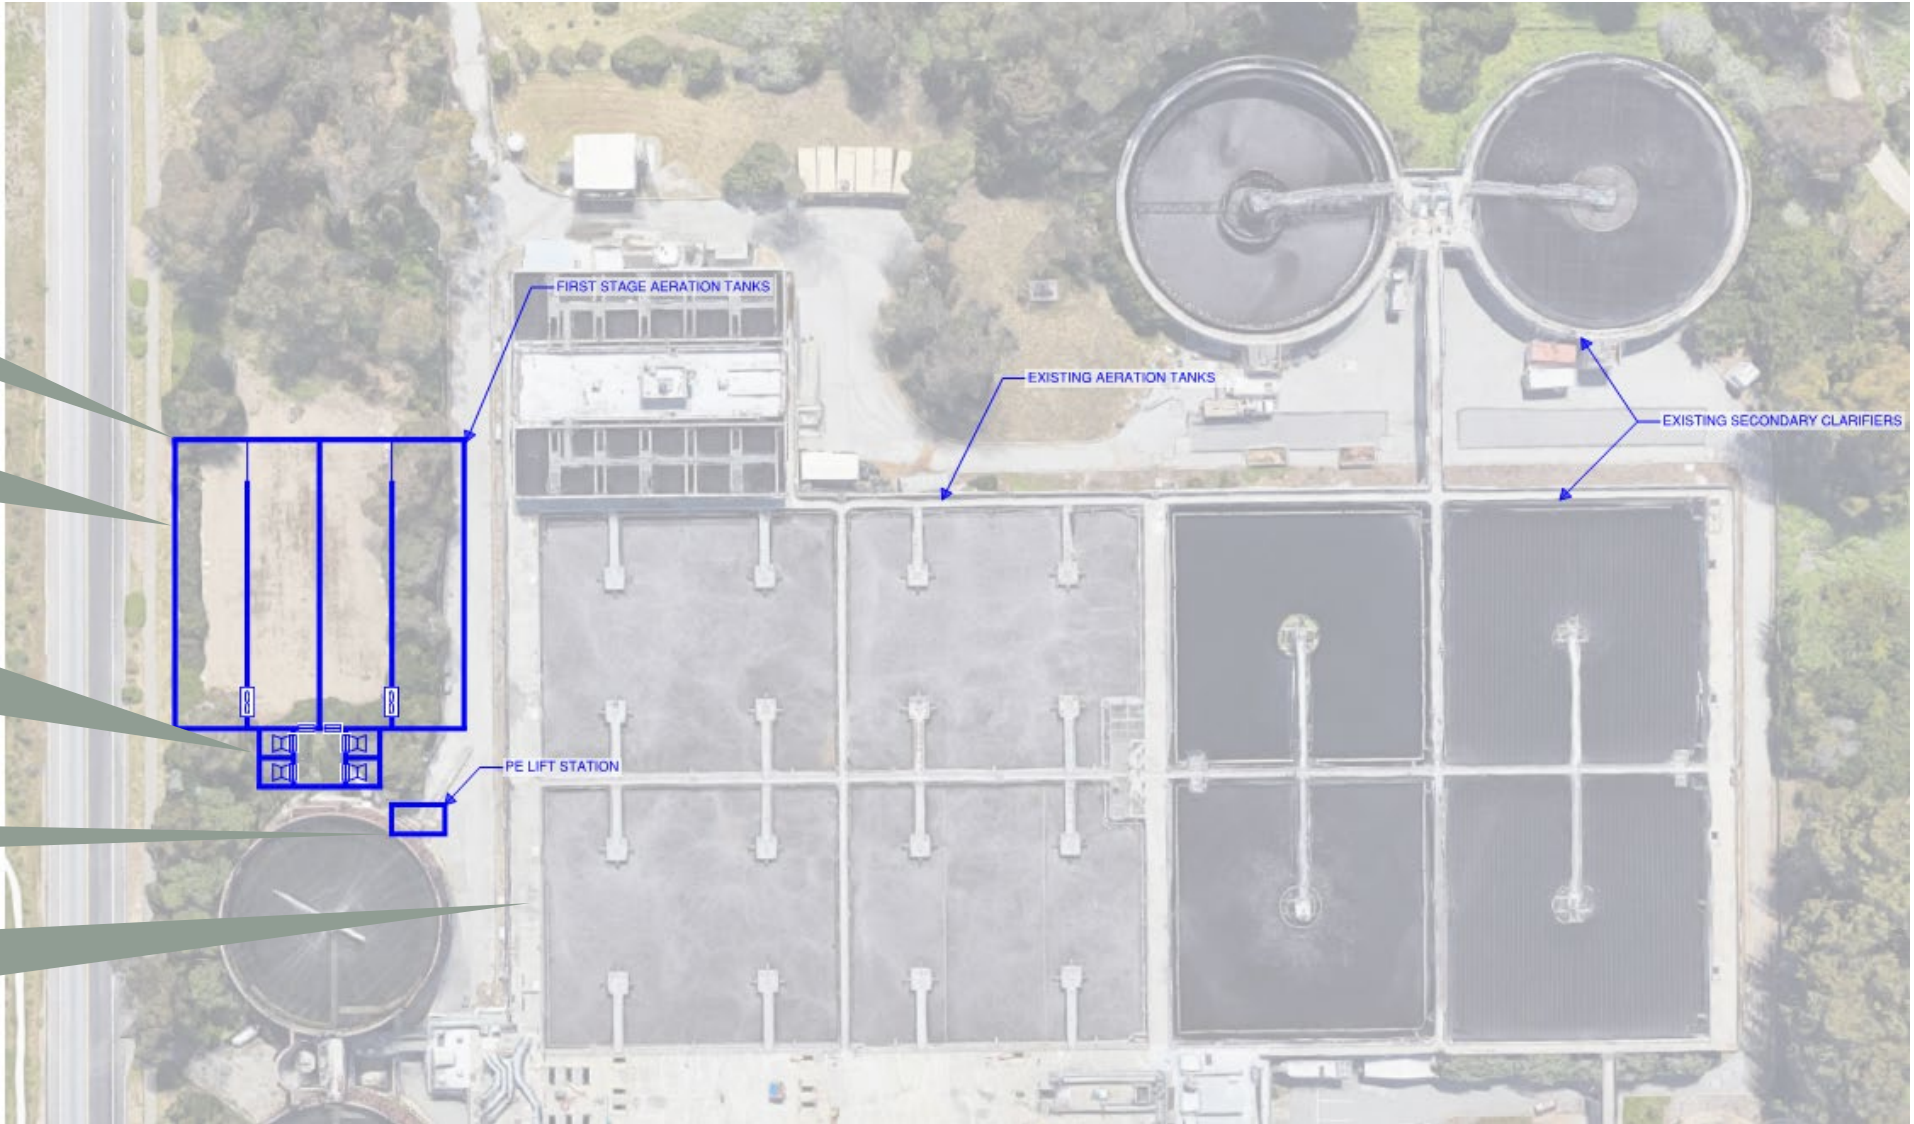 FIRST STAGE AERATION TANKS
EXISTING AERATION TANKS
EXISTING SECONDARY CLARIFIERS
PE LIFT STATION